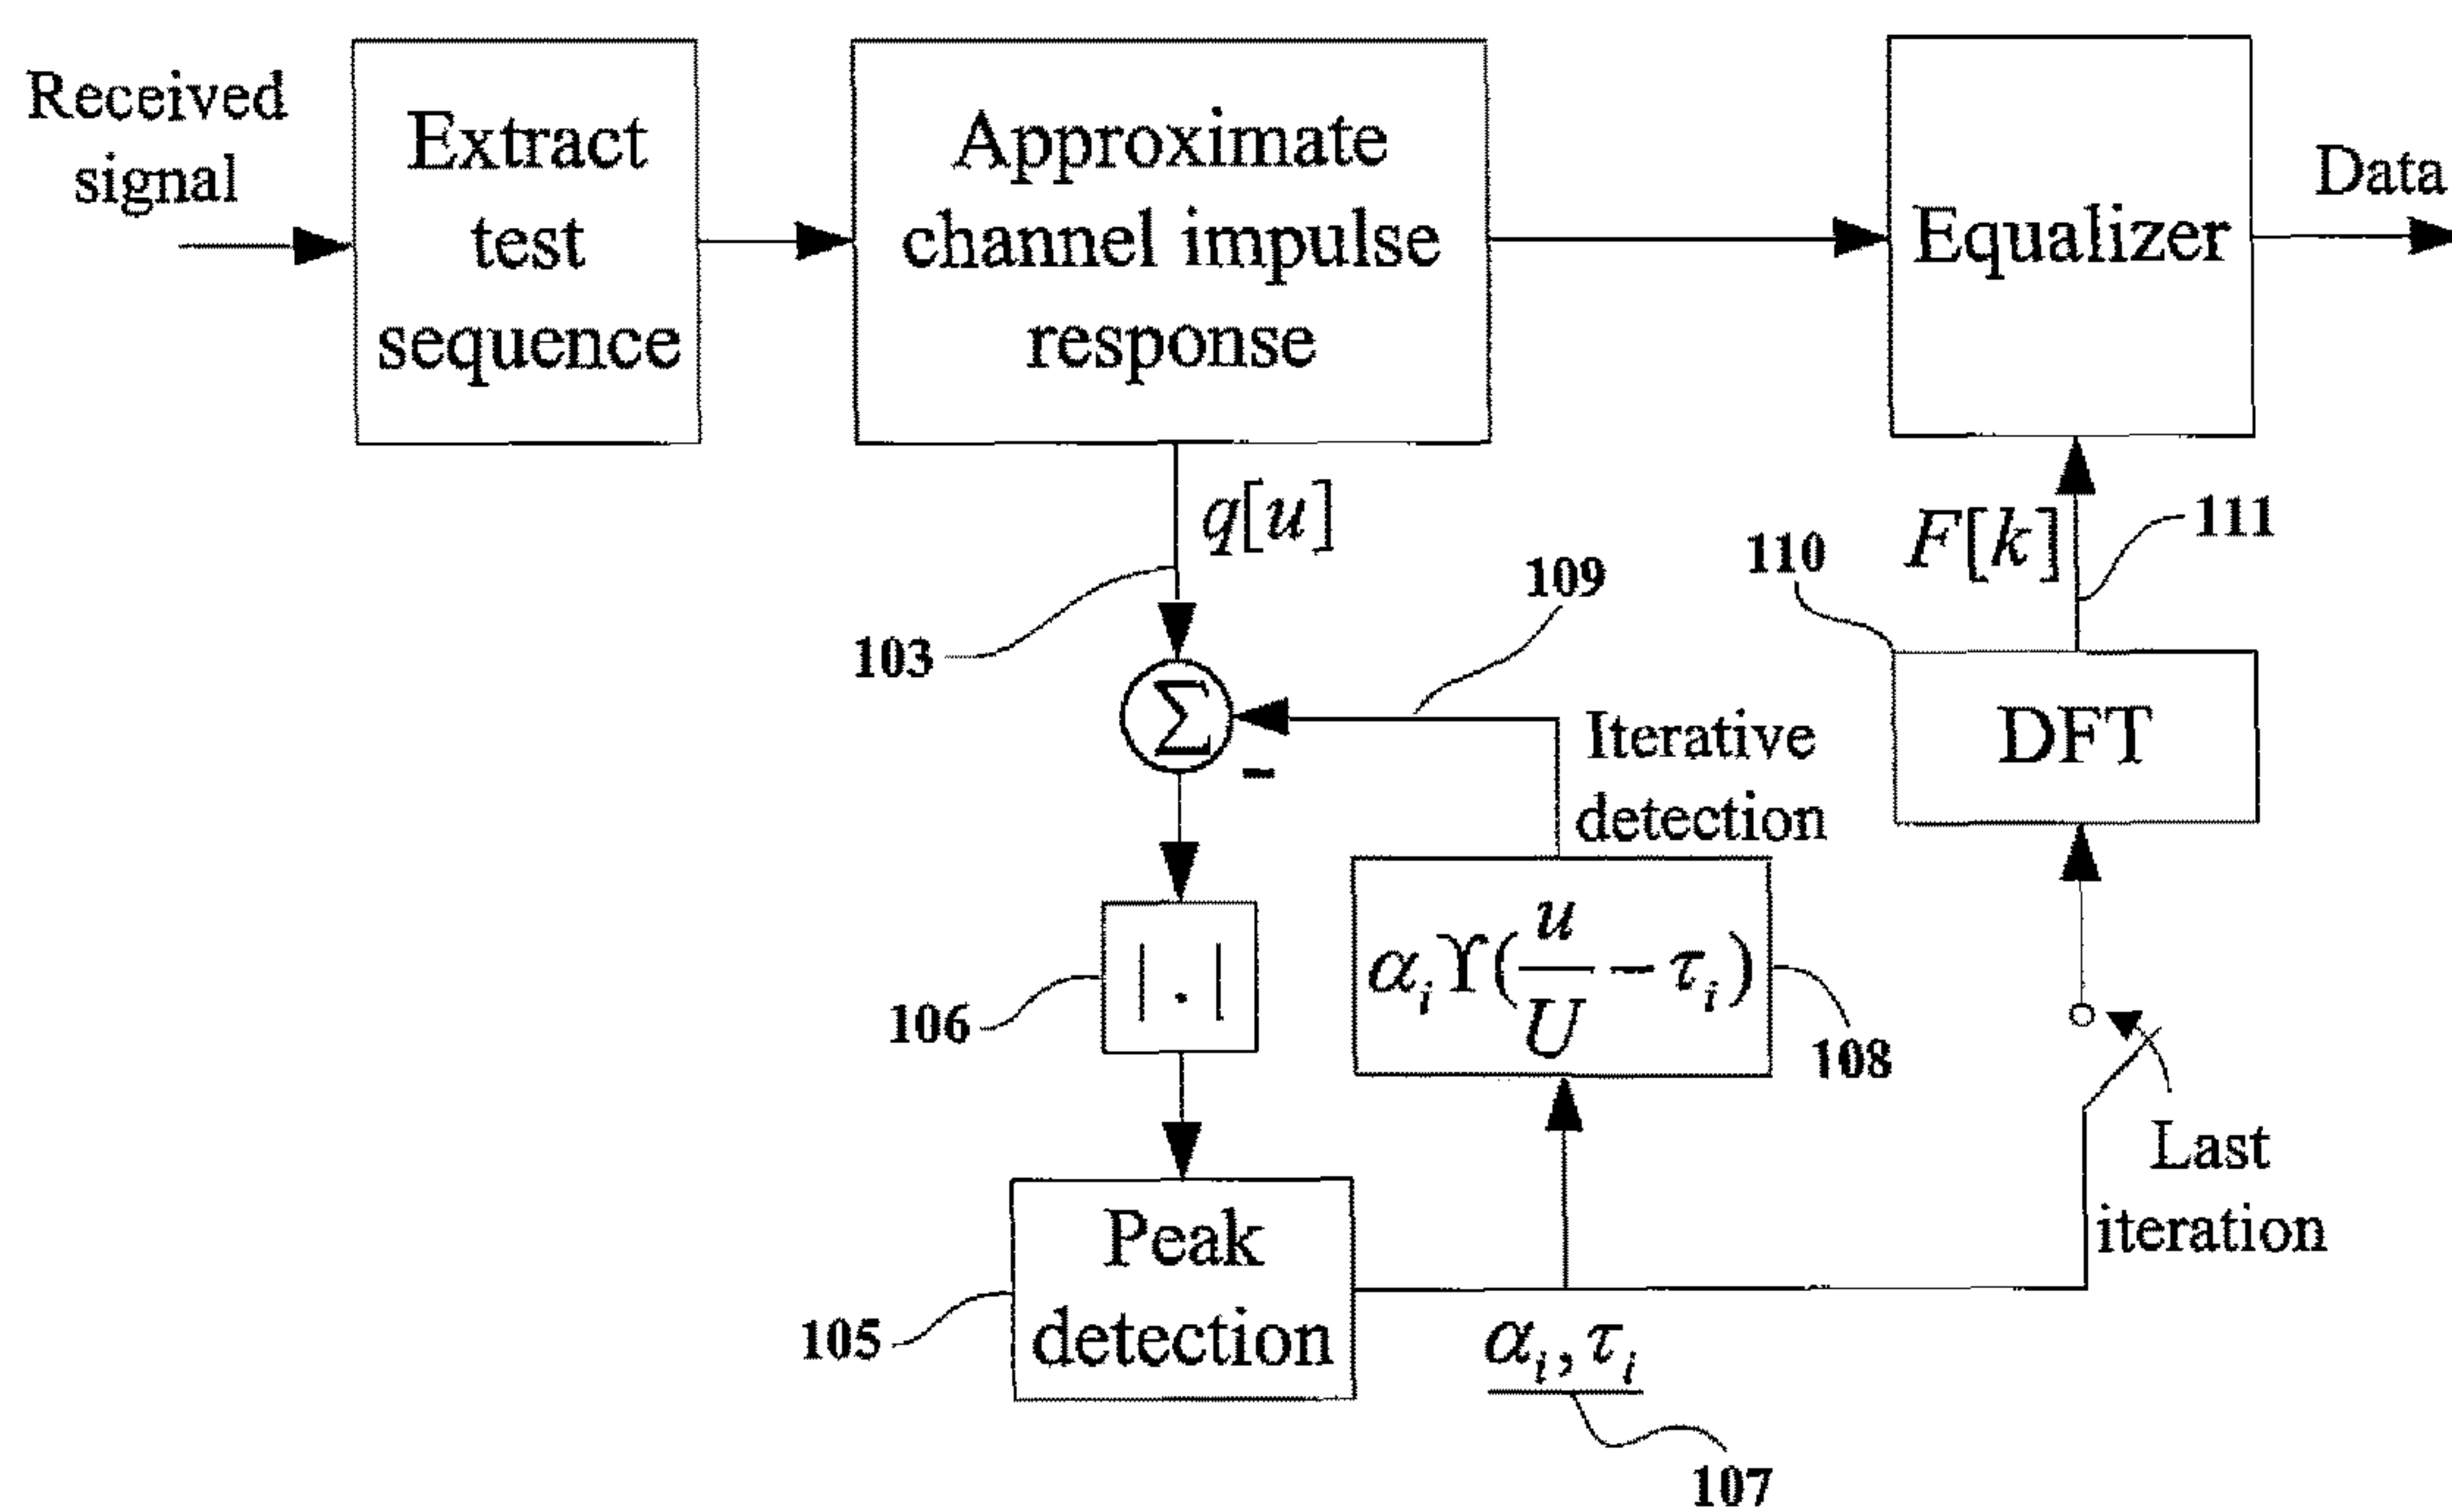 Received
signal
Extract
test
sequence
Approximate
channel impulse
response
Equalizer
Data
q[u]
103
109
110
F[k]
111
Σ
-
Iterative
detection
DFT
| . |
106
α_i ϒ(u/U - τ_i)
108
Last
iteration
Peak
detection
105
α_i, τ_i
107